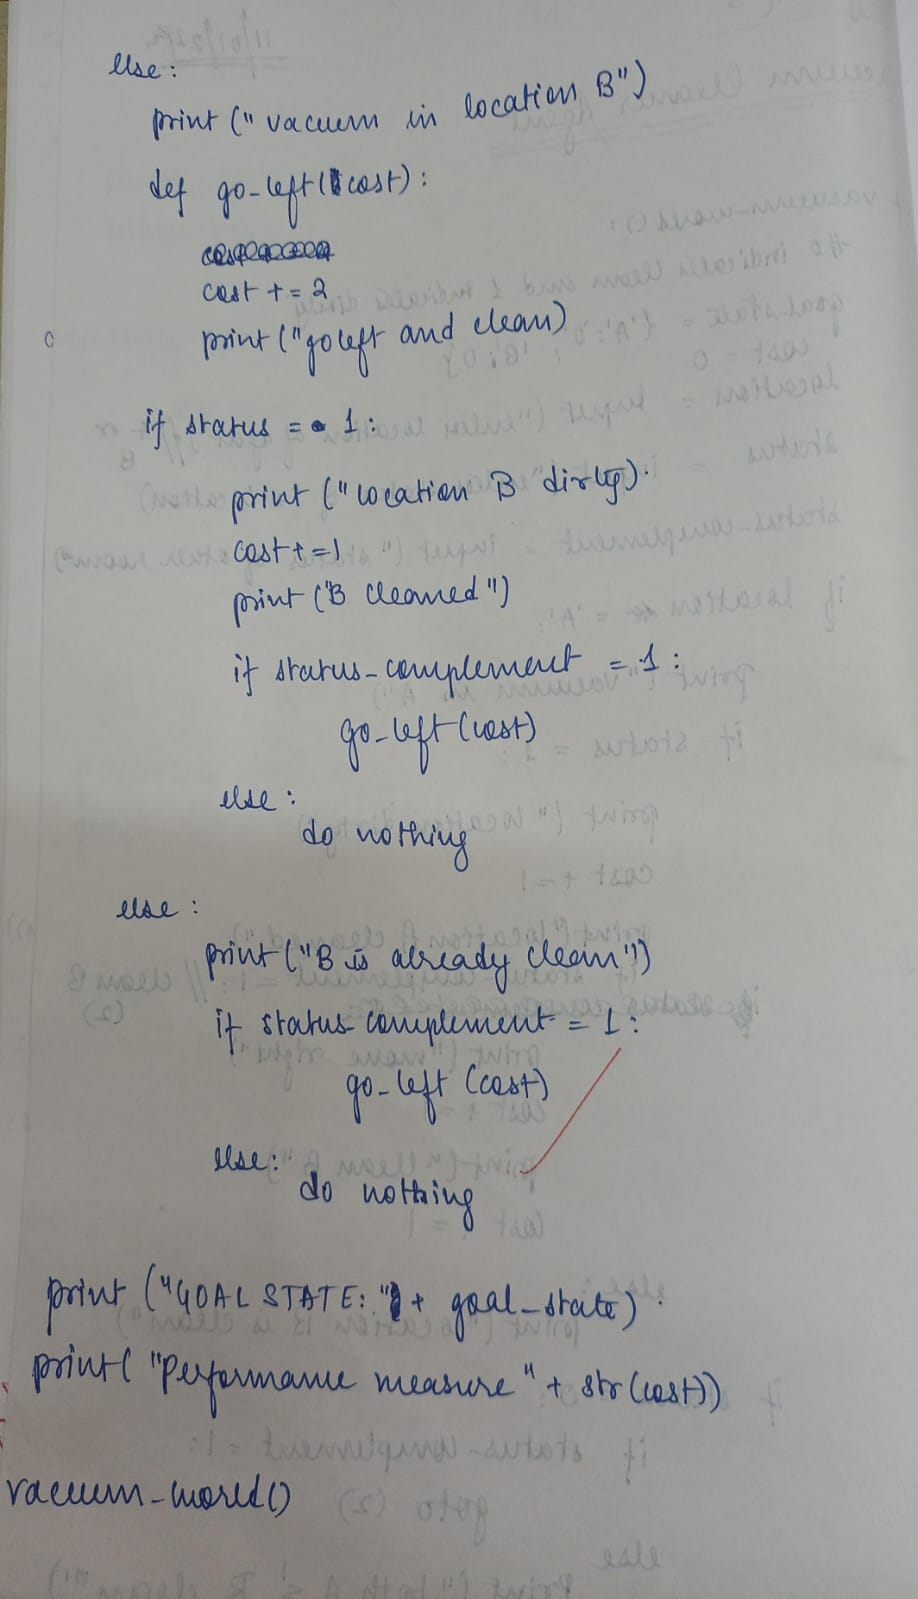 else:
print (" vacuum in location B")
def go-left(cost):
cost += 2
print ("go left and clean)
if status = 1:
print (" location B dirty).
cost += 1
print ("B cleaned")
if status-complement = 1:
go-left (cost)
else:
do nothing
else:
print ("B is already clean")
if status-complement = 1:
go-left (cost)
else:
do nothing
print ("GOAL STATE: " + goal-state).
print( "Performance measure" + str(cost))
vacuum-world()